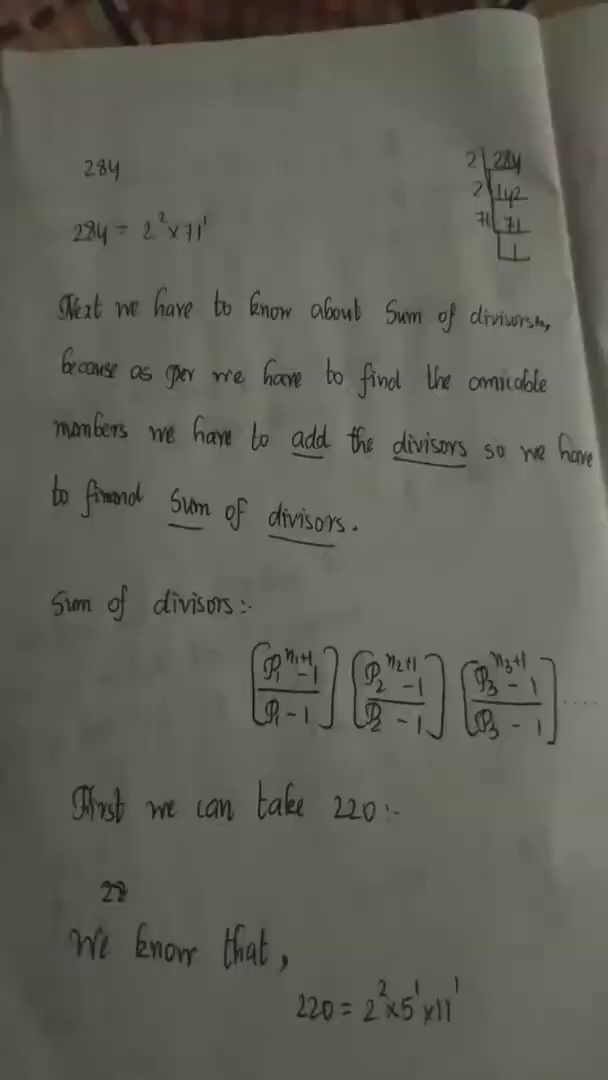 284
2 | 284
2 | 142
71 | 71
1
284 = 2² × 71¹
Next we have to know about Sum of divisors,
because as per we have to find the amicable
mnmbers we have to add the divisors so we have
to finnd Sum of divisors.
Sum of divisors:-
[P₁^(n₁+1) - 1 / P₁ - 1] [P₂^(n₂+1) - 1 / P₂ - 1] [P₃^(n₃+1) - 1 / P₃ - 1] ....
First we can take 220:-
22
We know that,
220 = 2² × 5¹ × 11¹